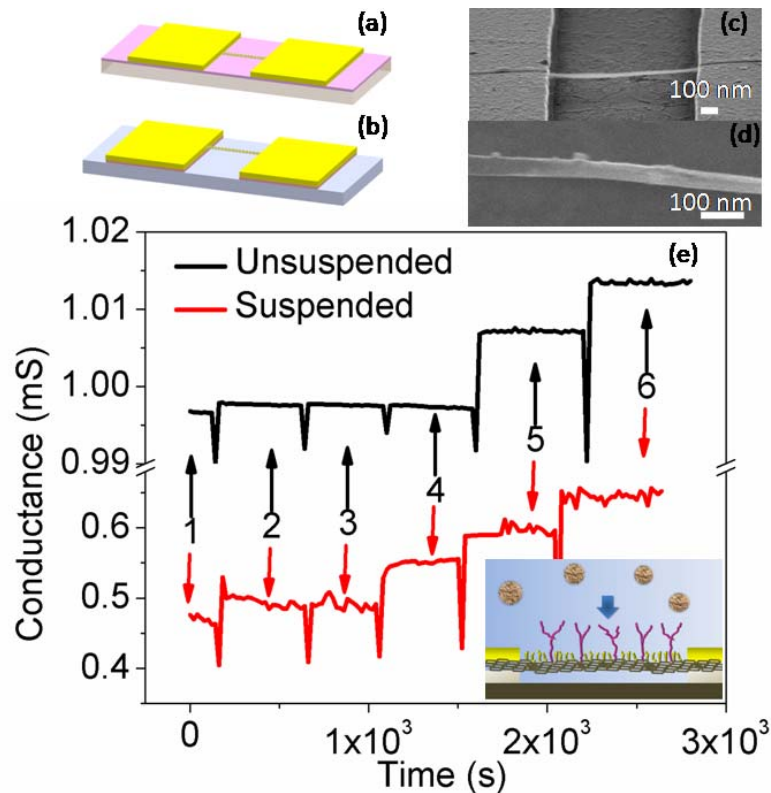 (a)
(b)
(c)
100 nm
(d)
100 nm
(e)
Unsuspended
Suspended
Conductance (mS)
1.02
1.01
1.00
0.99
0.6
0.5
0.4
1
2
3
4
5
6
0
1x10³
2x10³
3x10³
Time (s)